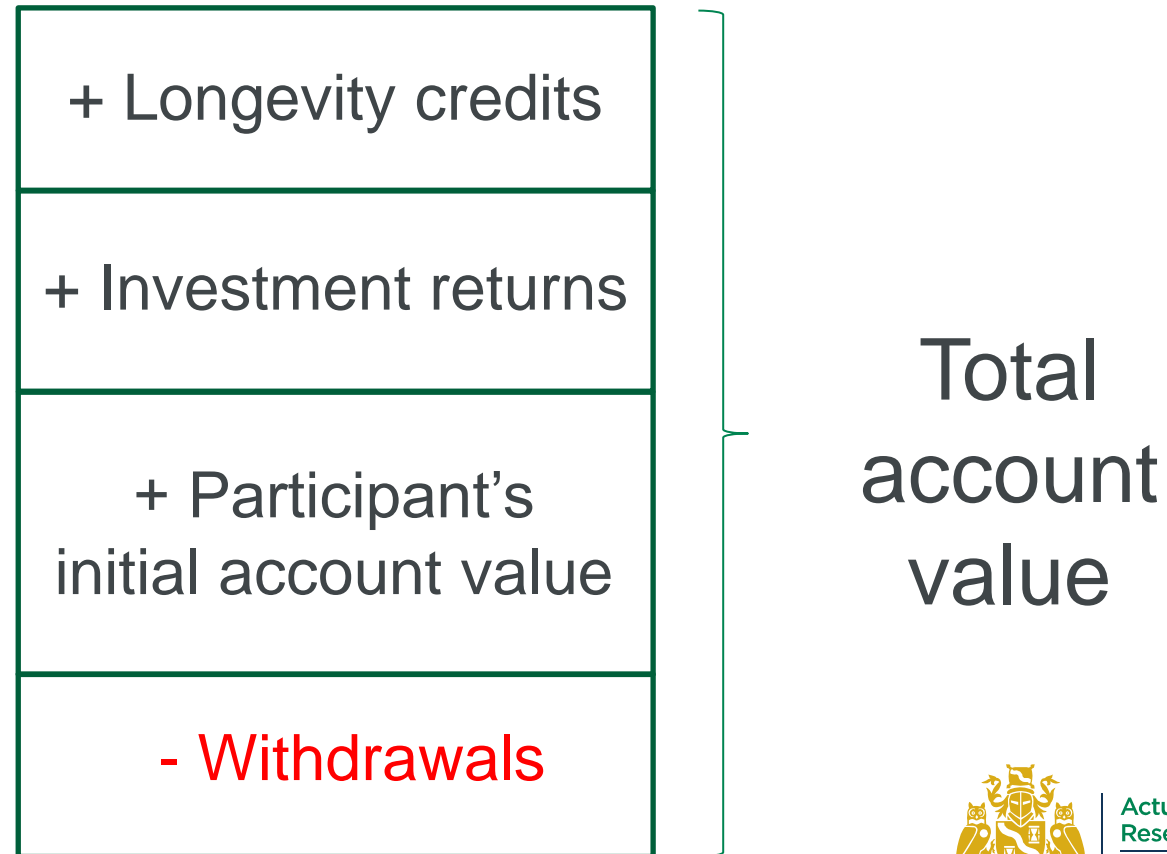 + Longevity credits
+ Investment returns
+ Participant’s
initial account value
- Withdrawals
Total
account
value